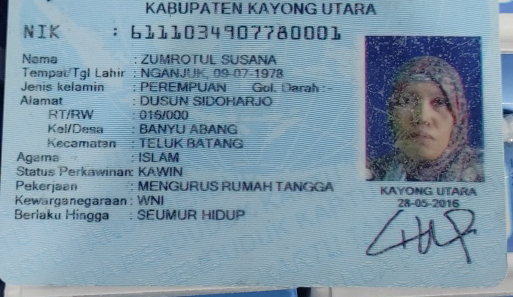 KABUPATEN KAYONG UTARA
NIK : 6111034907780001
Nama : ZUMROTUL SUSANA
Tempat/Tgl Lahir : NGANJUK, 09-07-1978
Jenis kelamin : PEREMPUAN Gol. Darah :-
Alamat : DUSUN SIDOHARJO
RT/RW : 016/000
Kel/Desa : BANYU ABANG
Kecamatan : TELUK BATANG
Agama : ISLAM
Status Perkawinan: KAWIN
Pekerjaan : MENGURUS RUMAH TANGGA
Kewarganegaraan: WNI
Berlaku Hingga : SEUMUR HIDUP
KAYONG UTARA
28-05-2016